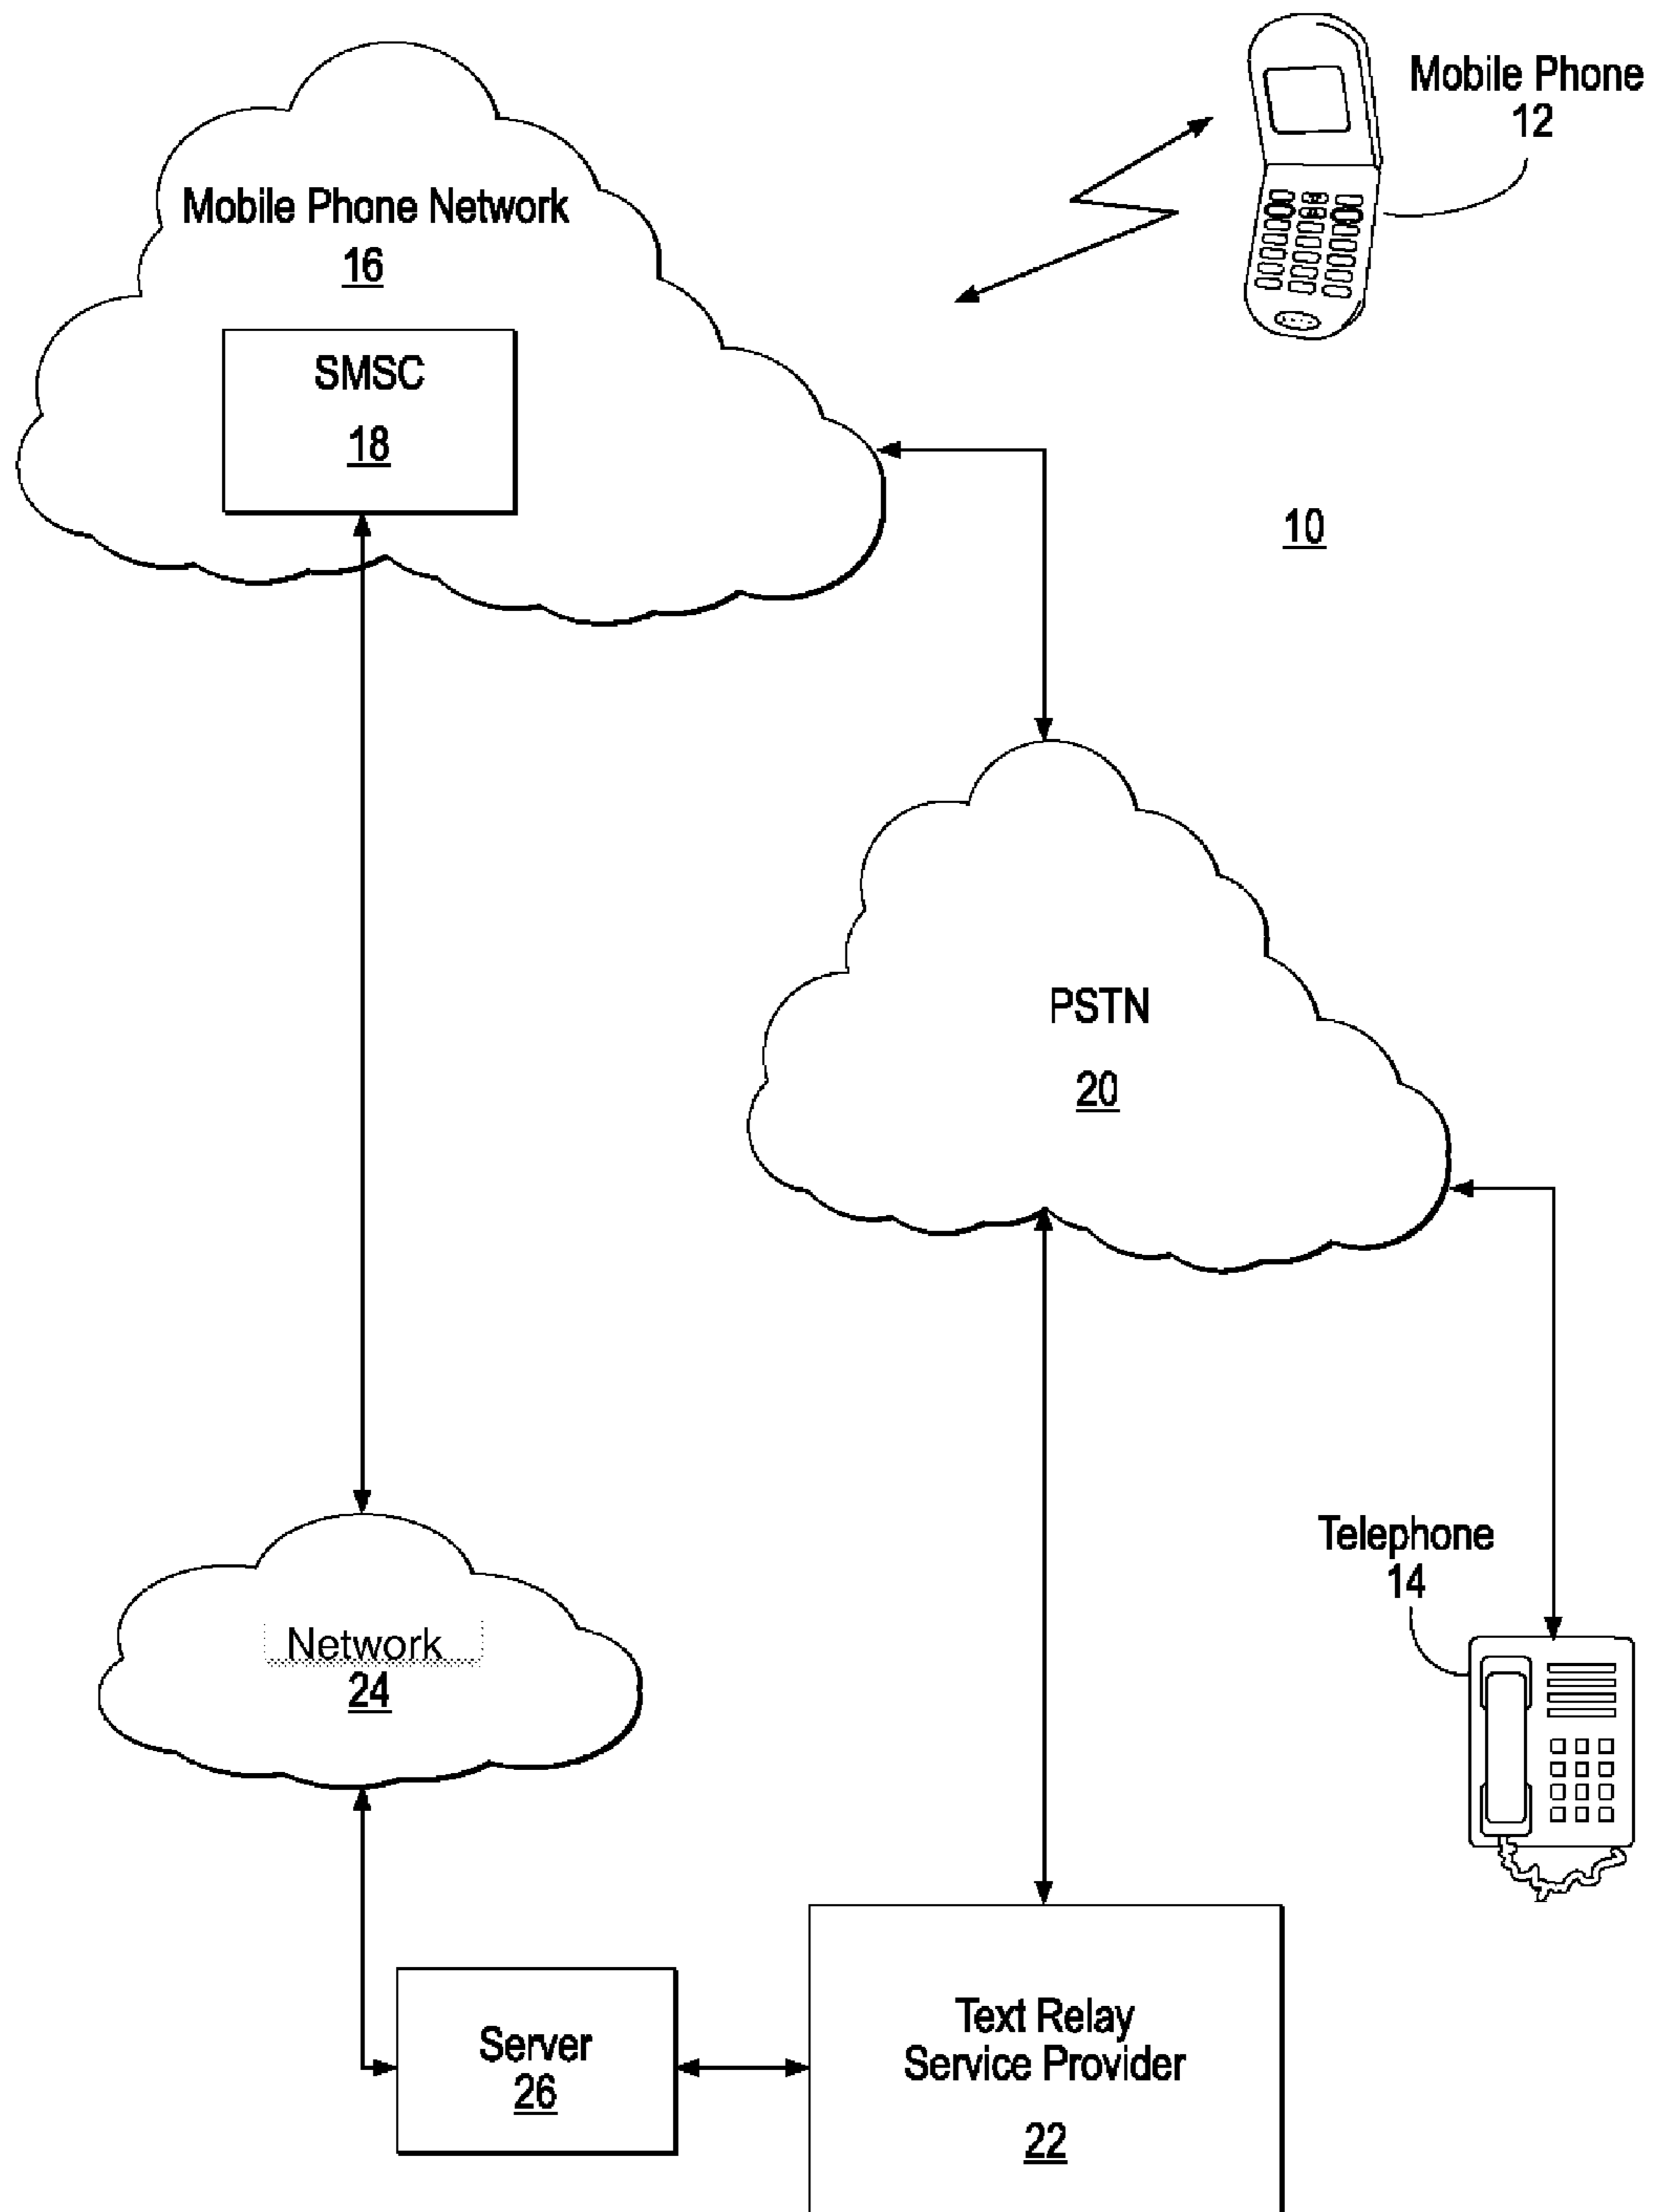 Mobile Phone
12
Mobile Phone Network
16
SMSC
18
10
PSTN
20
Telephone
14
Network
24
Server
26
Text Relay
Service Provider
22